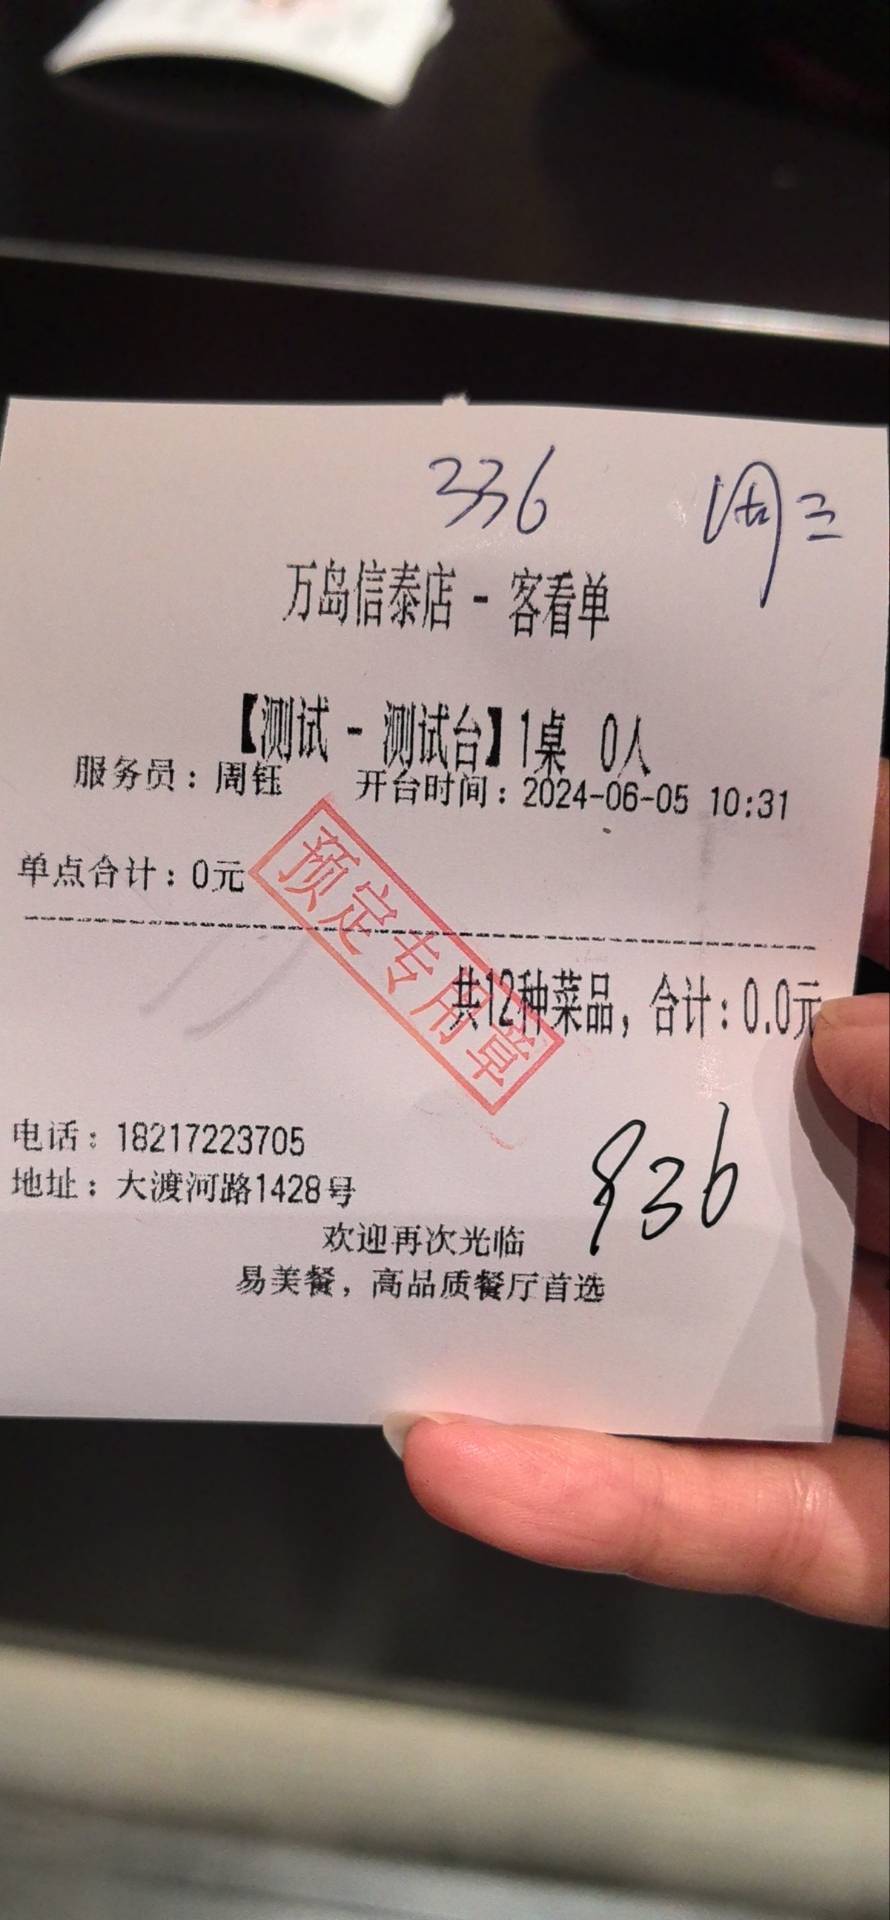 336 周三
万岛信泰店 - 客看单
【测试 - 测试台】1桌 0人
服务员：周钰 开台时间：2024-06-05 10:31
单点合计：0元
预定专用章
共12种菜品，合计：0.0元
电话：18217223705
地址：大渡河路1428号
936
欢迎再次光临
易美餐，高品质餐厅首选